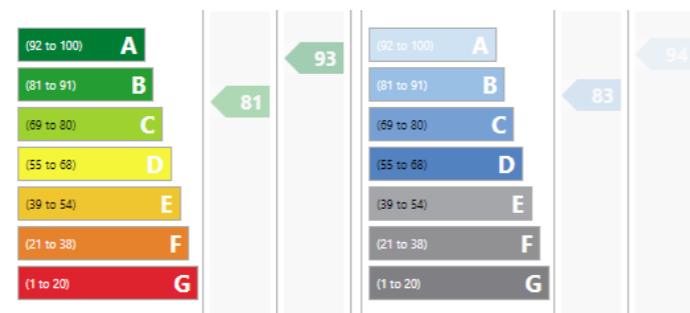 (92 to 100) A
(81 to 91) B
(69 to 80) C
(55 to 68) D
(39 to 54) E
(21 to 38) F
(1 to 20) G
81
93
(92 to 100) A
(81 to 91) B
(69 to 80) C
(55 to 68) D
(39 to 54) E
(21 to 38) F
(1 to 20) G
83
94